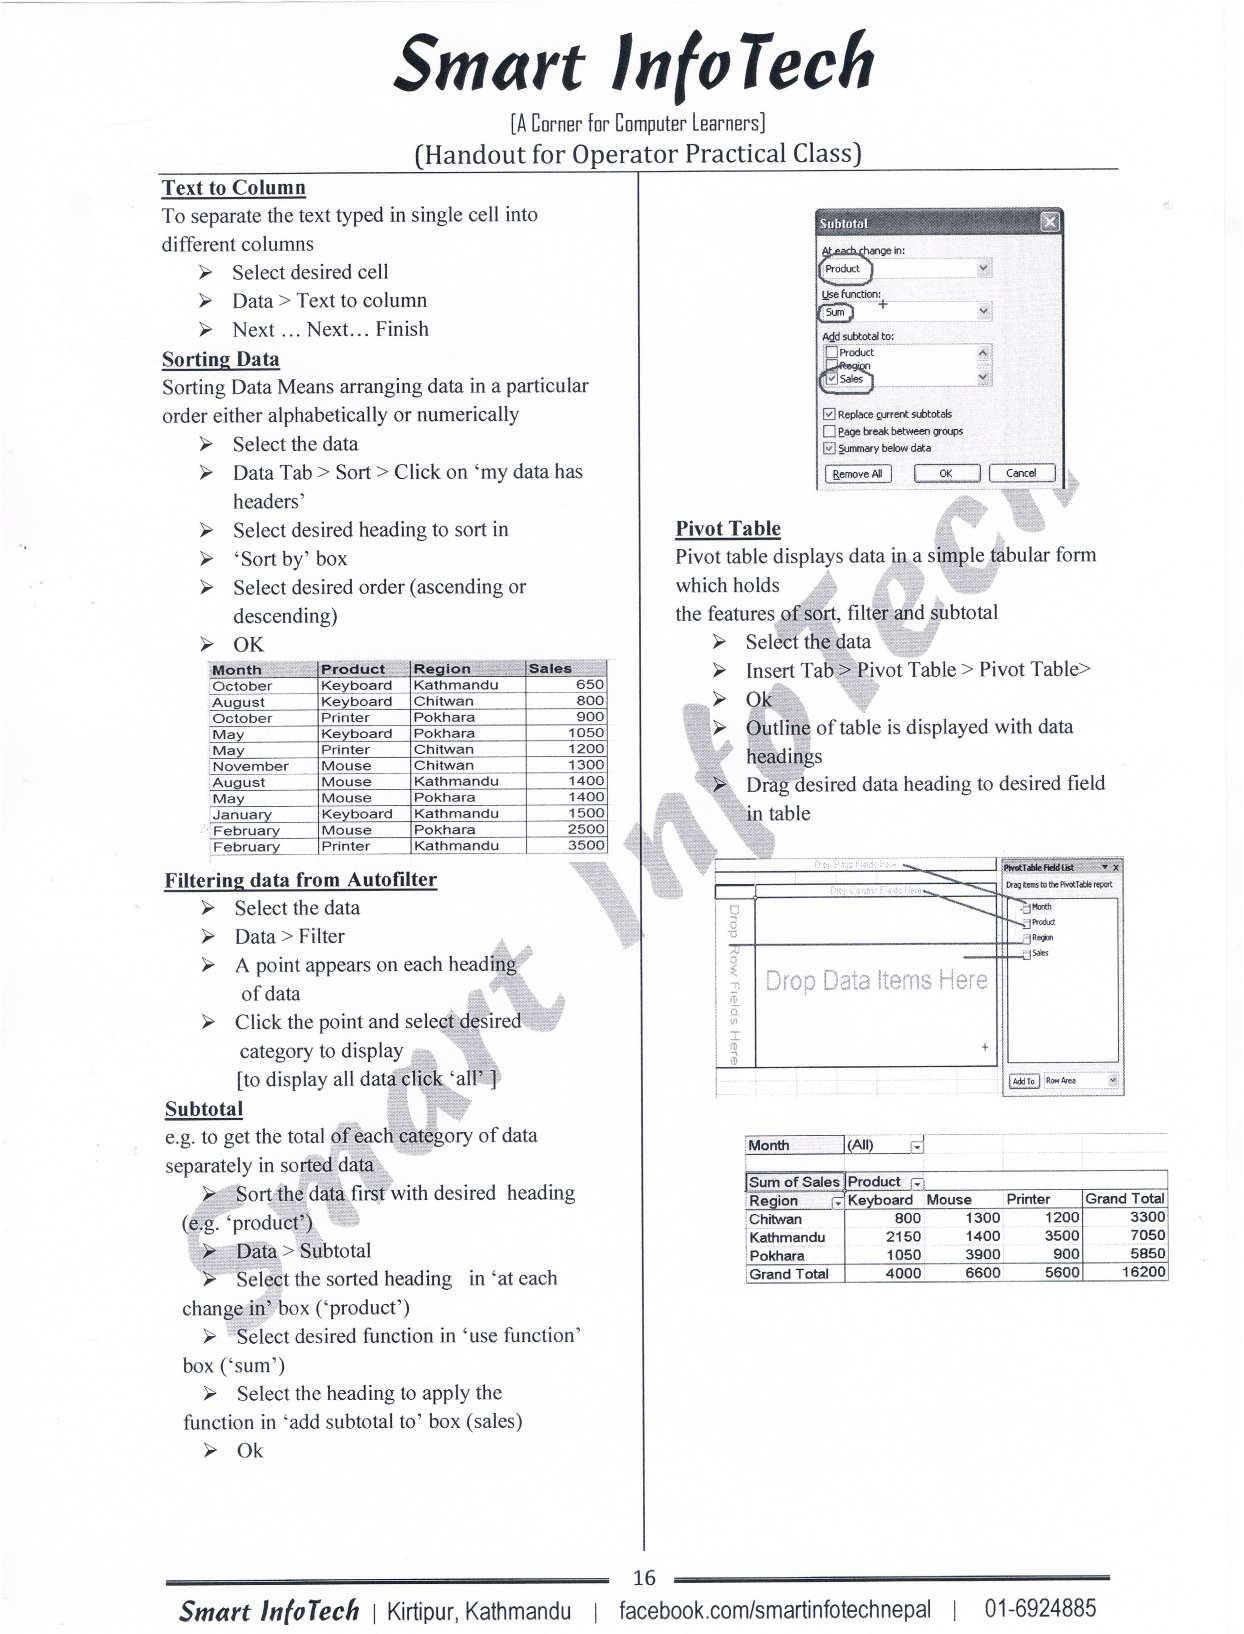 Smart InfoTech
[A Corner for Computer Learners]
(Handout for Operator Practical Class)
Text to Column
To separate the text typed in single cell into
different columns
➢ Select desired cell
➢ Data > Text to column
➢ Next … Next… Finish
Sorting Data
Sorting Data Means arranging data in a particular
order either alphabetically or numerically
➢ Select the data
➢ Data Tab > Sort > Click on ‘my data has
headers’
➢ Select desired heading to sort in
➢ ‘Sort by’ box
➢ Select desired order (ascending or
descending)
➢ OK
Month Product Region Sales
October Keyboard Kathmandu 650
August Keyboard Chitwan 800
October Printer Pokhara 900
May Keyboard Pokhara 1050
May Printer Chitwan 1200
November Mouse Chitwan 1300
August Mouse Kathmandu 1400
May Mouse Pokhara 1400
January Keyboard Kathmandu 1500
February Mouse Pokhara 2500
February Printer Kathmandu 3500
Filtering data from Autofilter
➢ Select the data
➢ Data > Filter
➢ A point appears on each heading
of data
➢ Click the point and select desired
category to display
[to display all data click ‘all’ ]
Subtotal
e.g. to get the total of each category of data
separately in sorted data
➢ Sort the data first with desired heading
(e.g. ‘product’)
➢ Data > Subtotal
➢ Select the sorted heading in ‘at each
change in’ box (‘product’)
➢ Select desired function in ‘use function’
box (‘sum’)
➢ Select the heading to apply the
function in ‘add subtotal to’ box (sales)
➢ Ok
Subtotal
At each change in:
Product
Use function:
Sum
Add subtotal to:
Product
Region
Sales
Replace current subtotals
Page break between groups
Summary below data
Remove All OK Cancel
Pivot Table
Pivot table displays data in a simple tabular form
which holds
the features of sort, filter and subtotal
➢ Select the data
➢ Insert Tab > Pivot Table > Pivot Table>
➢ Ok
➢ Outline of table is displayed with data
headings
➢ Drag desired data heading to desired field
in table
Drop Page Fields Here
Drop Column Fields Here
Drop Row Fields Here
Drop Data Items Here
PivotTable Field List
Drag items to the PivotTable report
Month
Product
Region
Sales
Add To Row Area
Month (All)
Sum of Sales Product
Region Keyboard Mouse Printer Grand Total
Chitwan 800 1300 1200 3300
Kathmandu 2150 1400 3500 7050
Pokhara 1050 3900 900 5850
Grand Total 4000 6600 5600 16200
Smart InfoTech
16
Smart InfoTech | Kirtipur, Kathmandu | facebook.com/smartinfotechnepal | 01-6924885